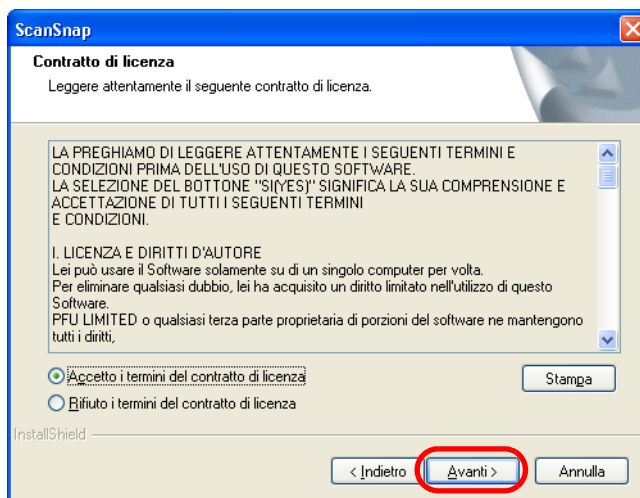 ScanSnap
Contratto di licenza
Leggere attentamente il seguente contratto di licenza.
LA PREGHIAMO DI LEGGERE ATTENTAMENTE I SEGUENTI TERMINI E
CONDIZIONI PRIMA DELL'USO DI QUESTO SOFTWARE.
LA SELEZIONE DEL BOTTONE "SI(YES)" SIGNIFICA LA SUA COMPRENSIONE E
ACCETTAZIONE DI TUTTI I SEGUENTI TERMINI
E CONDIZIONI.
I. LICENZA E DIRITTI D'AUTORE
Lei può usare il Software solamente su di un singolo computer per volta.
Per eliminare qualsiasi dubbio, lei ha acquisito un diritto limitato nell'utilizzo di questo
Software.
PFU LIMITED o qualsiasi terza parte proprietaria di porzioni del software ne mantengono
tutti i diritti,
Accetto i termini del contratto di licenza
Stampa
Rifiuto i termini del contratto di licenza
InstallShield
< Indietro
Avanti >
Annulla